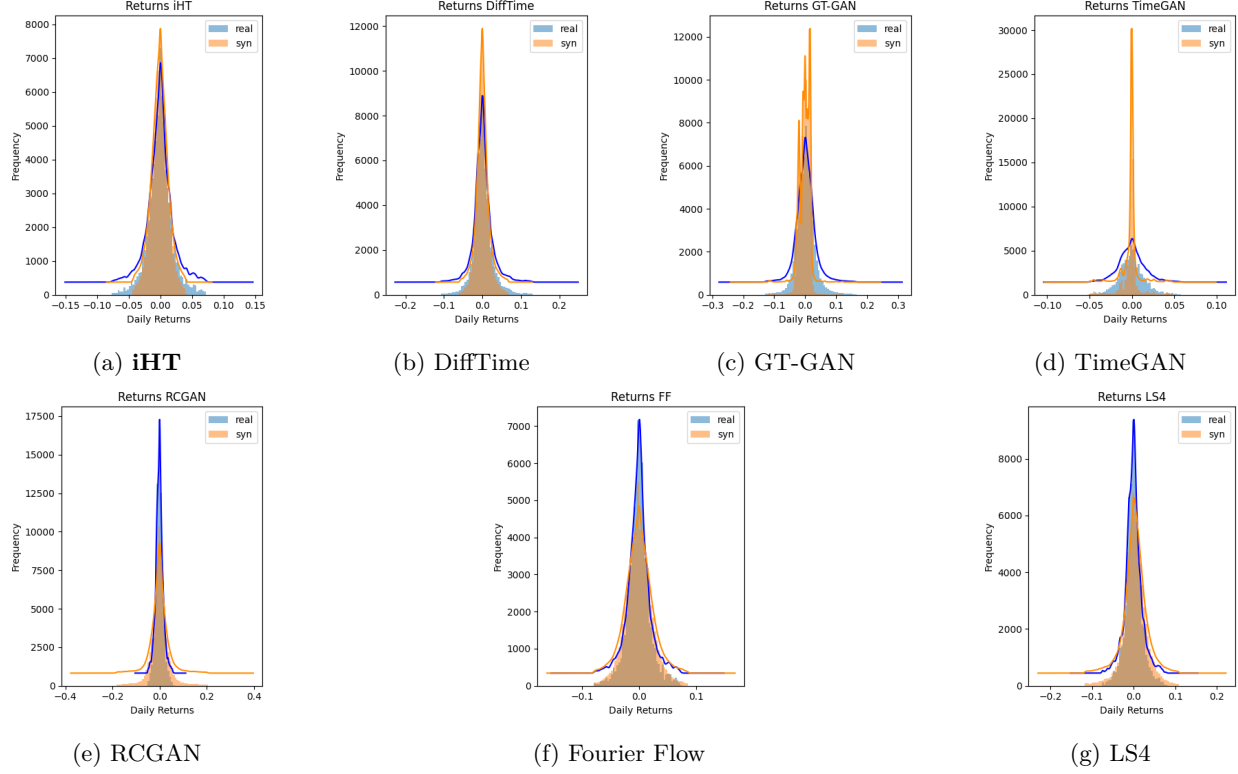 Returns iHT
real
syn
Frequency
8000
7000
6000
5000
4000
3000
2000
1000
0
−0.15 −0.10 −0.05 0.00 0.05 0.10 0.15
Daily Returns
(a) iHT
Returns DiffTime
real
syn
Frequency
12000
10000
8000
6000
4000
2000
0
−0.2 −0.1 0.0 0.1 0.2
Daily Returns
(b) DiffTime
Returns GT-GAN
real
syn
Frequency
12000
10000
8000
6000
4000
2000
0
−0.3 −0.2 −0.1 0.0 0.1 0.2 0.3
Daily Returns
(c) GT-GAN
Returns TimeGAN
real
syn
Frequency
30000
25000
20000
15000
10000
5000
0
−0.10 −0.05 0.00 0.05 0.10
Daily Returns
(d) TimeGAN
Returns RCGAN
real
syn
Frequency
17500
15000
12500
10000
7500
5000
2500
0
−0.4 −0.2 0.0 0.2 0.4
Daily Returns
(e) RCGAN
Returns FF
real
syn
Frequency
7000
6000
5000
4000
3000
2000
1000
0
−0.1 0.0 0.1
Daily Returns
(f) Fourier Flow
Returns LS4
real
syn
Frequency
8000
6000
4000
2000
0
−0.2 −0.1 0.0 0.1 0.2
Daily Returns
(g) LS4